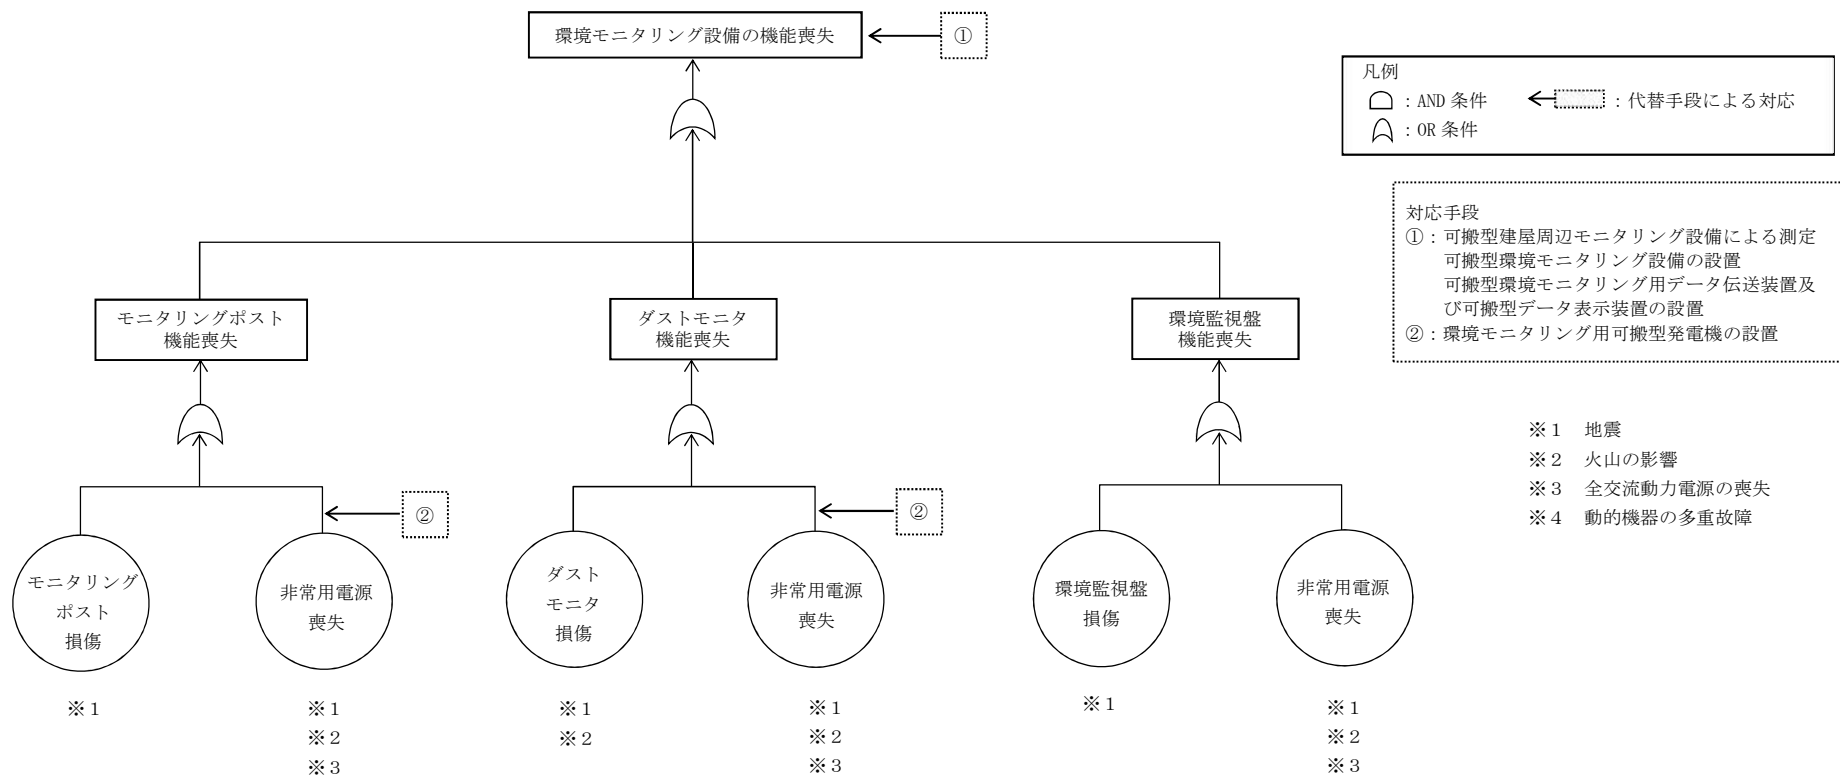 環境モニタリング設備の機能喪失
①
凡例
：AND 条件
：代替手段による対応
：OR 条件
対応手段
①：可搬型建屋周辺モニタリング設備による測定
可搬型環境モニタリング設備の設置
可搬型環境モニタリング用データ伝送装置及
び可搬型データ表示装置の設置
②：環境モニタリング用可搬型発電機の設置
モニタリングポスト
機能喪失
ダストモニタ
機能喪失
環境監視盤
機能喪失
※１　地震
※２　火山の影響
※３　全交流動力電源の喪失
※４　動的機器の多重故障
②
②
モニタリング
ポスト
損傷
非常用電源
喪失
ダスト
モニタ
損傷
非常用電源
喪失
環境監視盤
損傷
非常用電源
喪失
※１
※１
※２
※３
※１
※２
※１
※２
※３
※１
※１
※２
※３